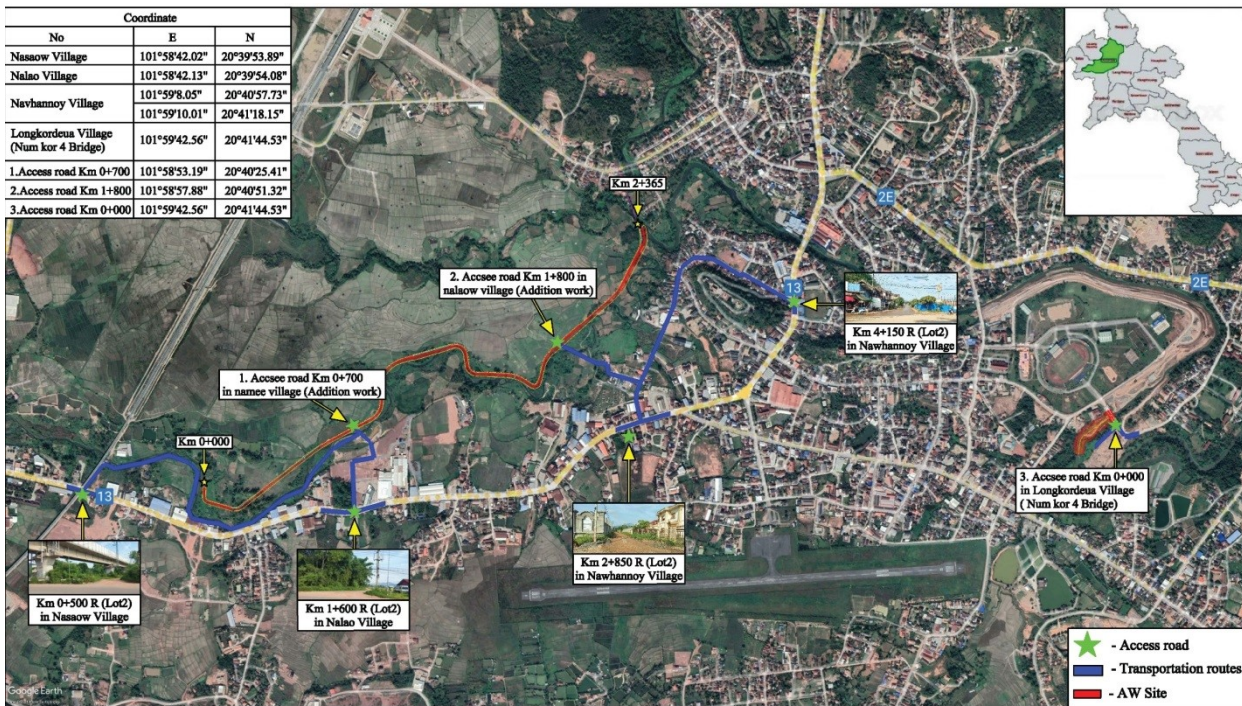 Coordinate
No E N
Nasaow Village 101°58'42.02" 20°39'53.89"
Nalao Village 101°58'42.13" 20°39'54.08"
Navhannoy Village 101°59'8.05" 20°40'57.73"
101°59'10.01" 20°41'18.15"
Longkordeua Village
(Num kor 4 Bridge) 101°59'42.56" 20°41'44.53"
1.Access road Km 0+700 101°58'53.19" 20°40'25.41"
2.Access road Km 1+800 101°58'57.88" 20°40'51.32"
3.Access road Km 0+000 101°59'42.56" 20°41'44.53"
Km 2+365
2E
2E
2. Accsee road Km 1+800 in
nalaow village (Addition work)
13
Km 4+150 R (Lot2)
in Nawhannoy Village
1. Accsee road Km 0+700
in namee village (Addition work)
Km 0+000
13
3. Accsee road Km 0+000
in Longkordeua Village
( Num kor 4 Bridge)
Km 2+850 R (Lot2)
in Nawhannoy Village
Km 0+500 R (Lot2)
in Nasaow Village
Km 1+600 R (Lot2)
in Nalao Village
- Access road
- Transportation routes
- AW Site
Google Earth